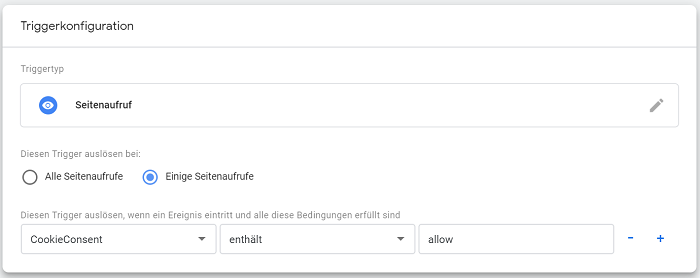 Triggerkonfiguration
Triggertyp
Seitenaufruf
Diesen Trigger auslösen bei:
Alle Seitenaufrufe Einige Seitenaufrufe
Diesen Trigger auslösen, wenn ein Ereignis eintritt und alle diese Bedingungen erfüllt sind
CookieConsent enthält allow - +